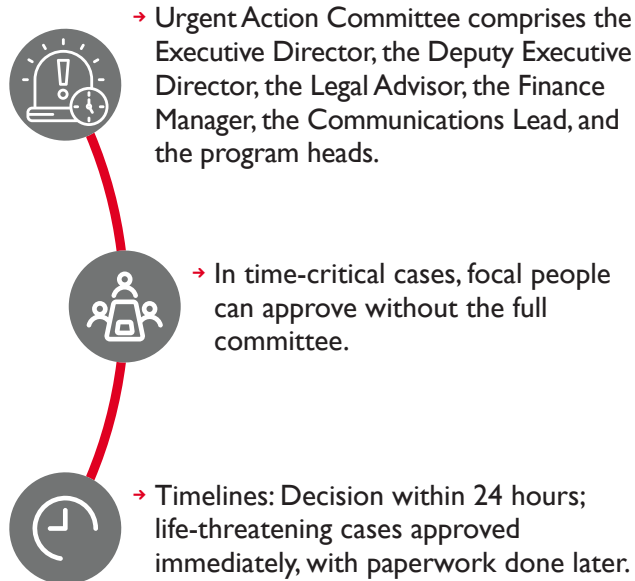 → Urgent Action Committee comprises the
Executive Director, the Deputy Executive
Director, the Legal Advisor, the Finance
Manager, the Communications Lead, and
the program heads.
→ In time-critical cases, focal people
can approve without the full
committee.
→ Timelines: Decision within 24 hours;
life-threatening cases approved
immediately, with paperwork done later.